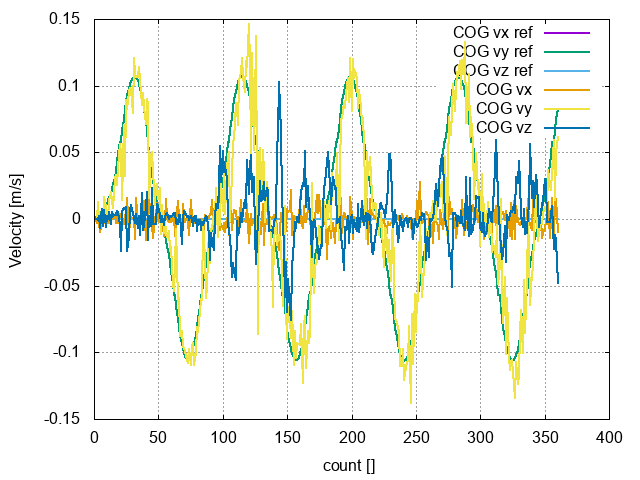 0.15
0.1
0.05
0
-0.05
-0.1
-0.15
0 50 100 150 200 250 300 350 400
Velocity [m/s]
count []
COG vx ref
COG vy ref
COG vz ref
COG vx
COG vy
COG vz